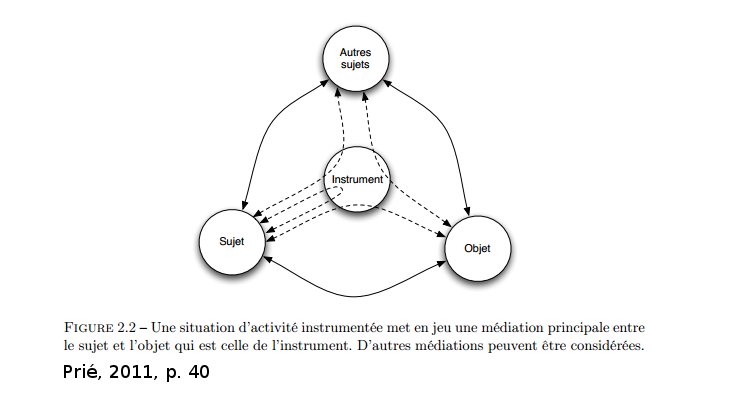 Autres
sujets
Instrument
Sujet
Objet
FIGURE 2.2 – Une situation d'activité instrumentée met en jeu une médiation principale entre
le sujet et l'objet qui est celle de l'instrument. D'autres médiations peuvent être considérées.
Prié, 2011, p. 40